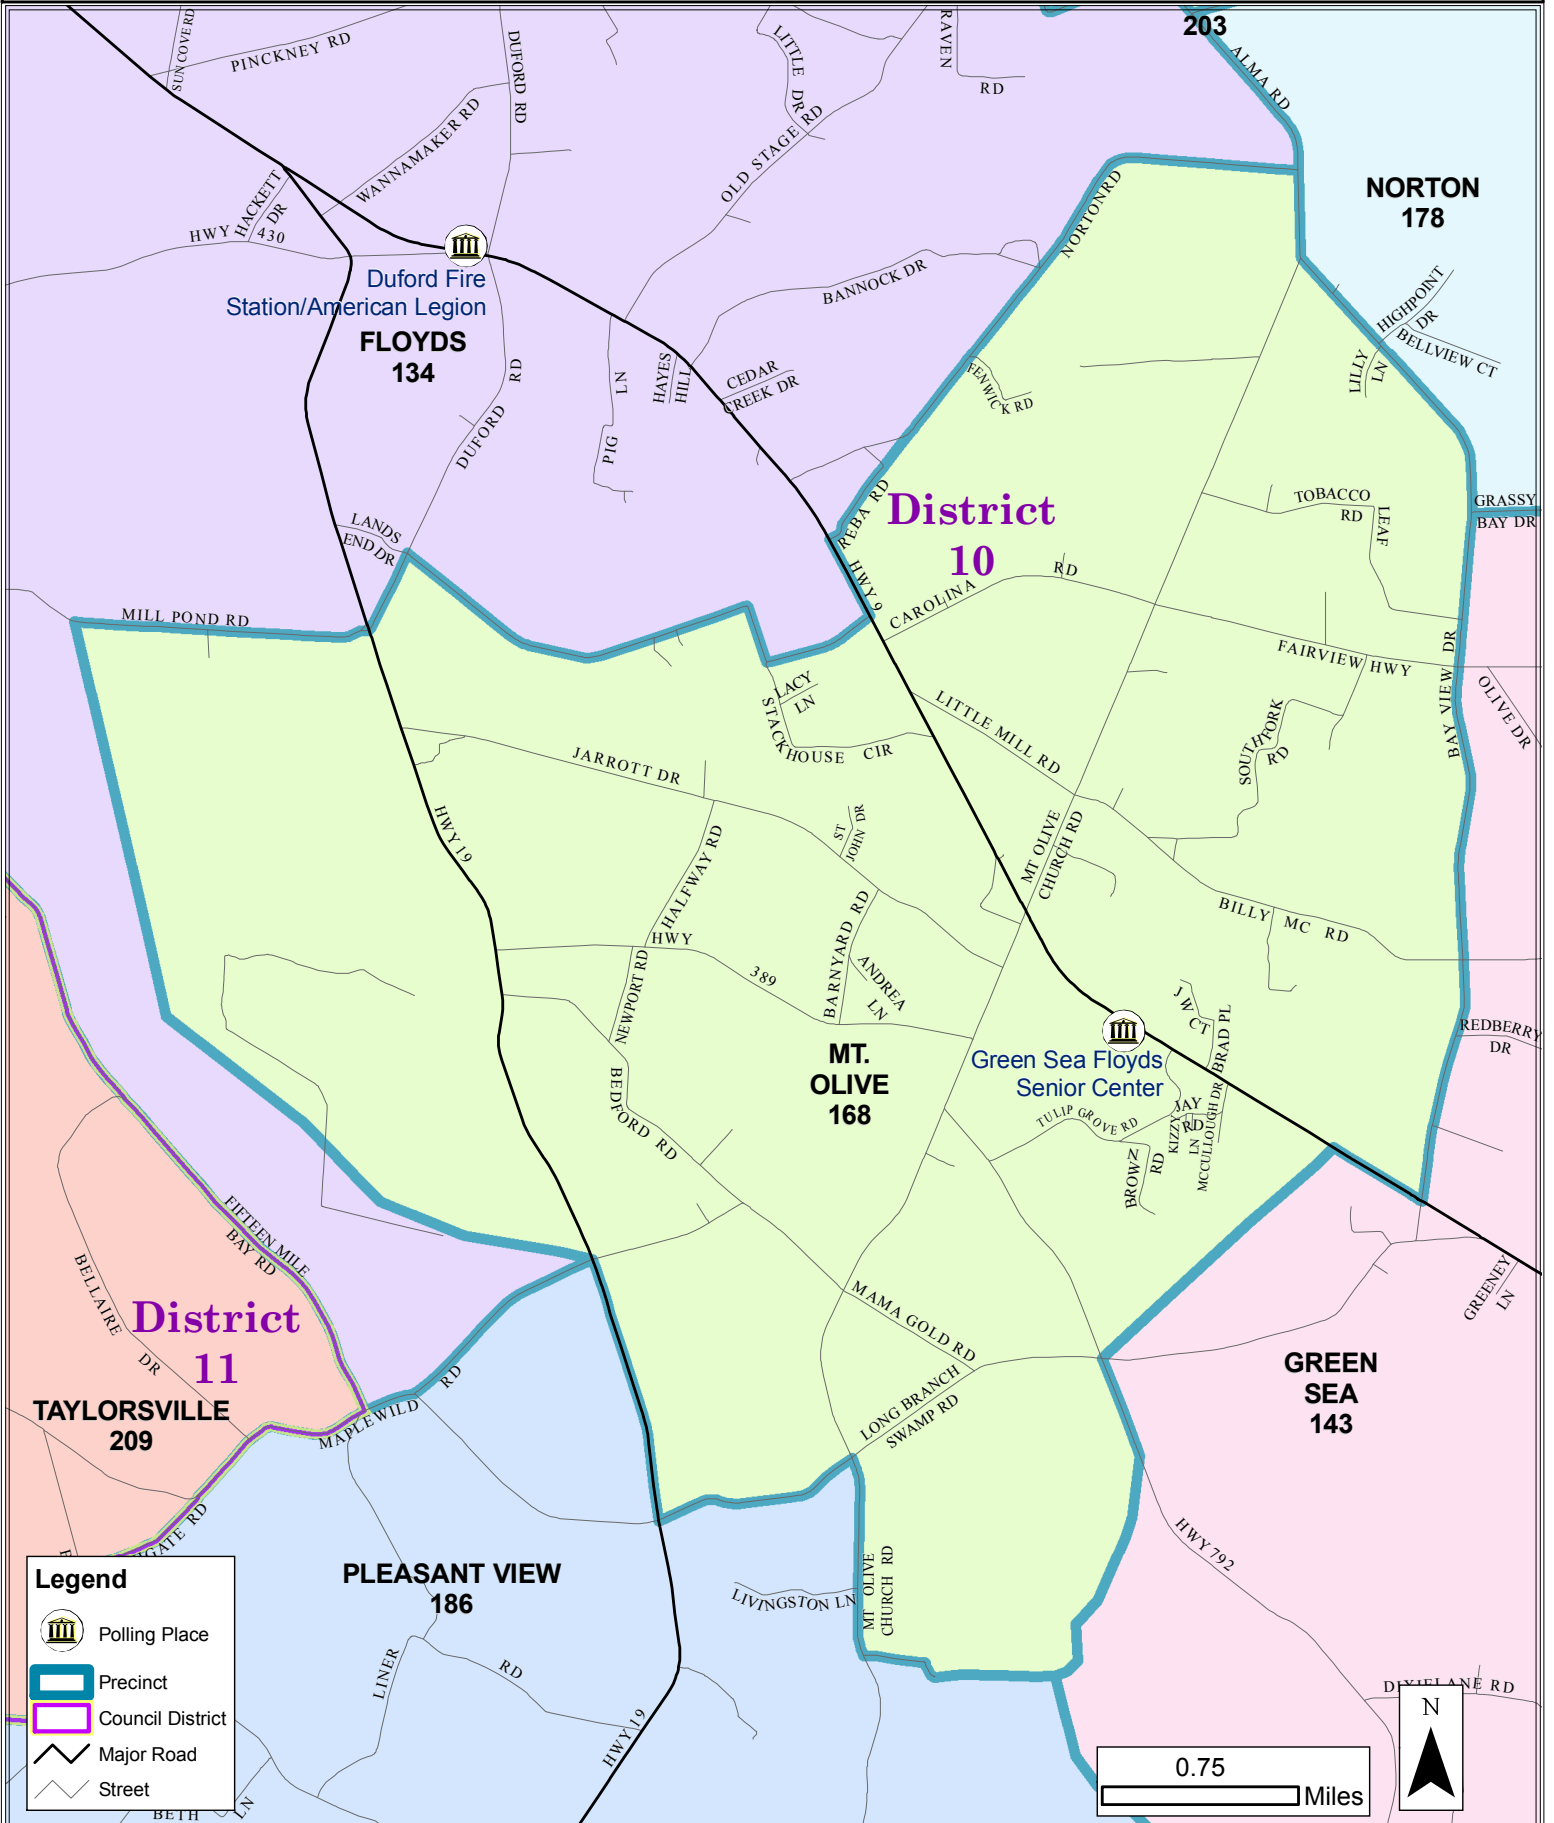 203
SUN COVE RD
PINCKNEY RD
DUFORD RD
LITTLE DR
RAVEN
RD
ALMA RD
WANNAMAKER RD
OLD STAGE RD
HACKETT
DR
HWY 430
NORTON RD
NORTON
178
Duford Fire
Station/American Legion
FLOYDS
134
BANNOCK DR
HIGHPOINT
DR
BELLVIEW CT
LILLY
LN
DUFORD RD
PIG LN
HAYES
HILL
CEDAR
CREEK DR
FENWICK RD
REBA RD
District
10
TOBACCO
RD
LEAF
GRASSY
BAY DR
LANDS
END DR
HWY 9
CAROLINA RD
MILL POND RD
FAIRVIEW HWY
BAY VIEW DR
OLIVE DR
LACY
LN
STACKHOUSE CIR
LITTLE MILL RD
SOUTHFORK
RD
JARROTT DR
HWY 19
ST
JOHN DR
MT OLIVE
CHURCH RD
HALFWAY RD
BILLY MC RD
HWY 389
BARNYARD RD
ANDREA
LN
NEWPORT RD
J W CT
BRAD PL
REDBERRY
DR
MT.
OLIVE
168
Green Sea Floyds
Senior Center
BEDFORD RD
TULIP GROVE RD
JAY
RD
KIZZY
LN
MCCULLOUGH DR
BROWN
RD
FIFTEEN MILE
BAY RD
BELLAIRE DR
District
11
MAMA GOLD RD
GREENEY
LN
GREEN
SEA
143
LONG BRANCH
SWAMP RD
TAYLORSVILLE
209
MAPLEWILD RD
HWY 792
PLEASANT VIEW
186
LIVINGSTON LN
MT OLIVE
CHURCH RD
LINER RD
HWY 19
DIXIELANE RD
BETH LN
Legend
Polling Place
Precinct
Council District
Major Road
Street
0.75
Miles
N